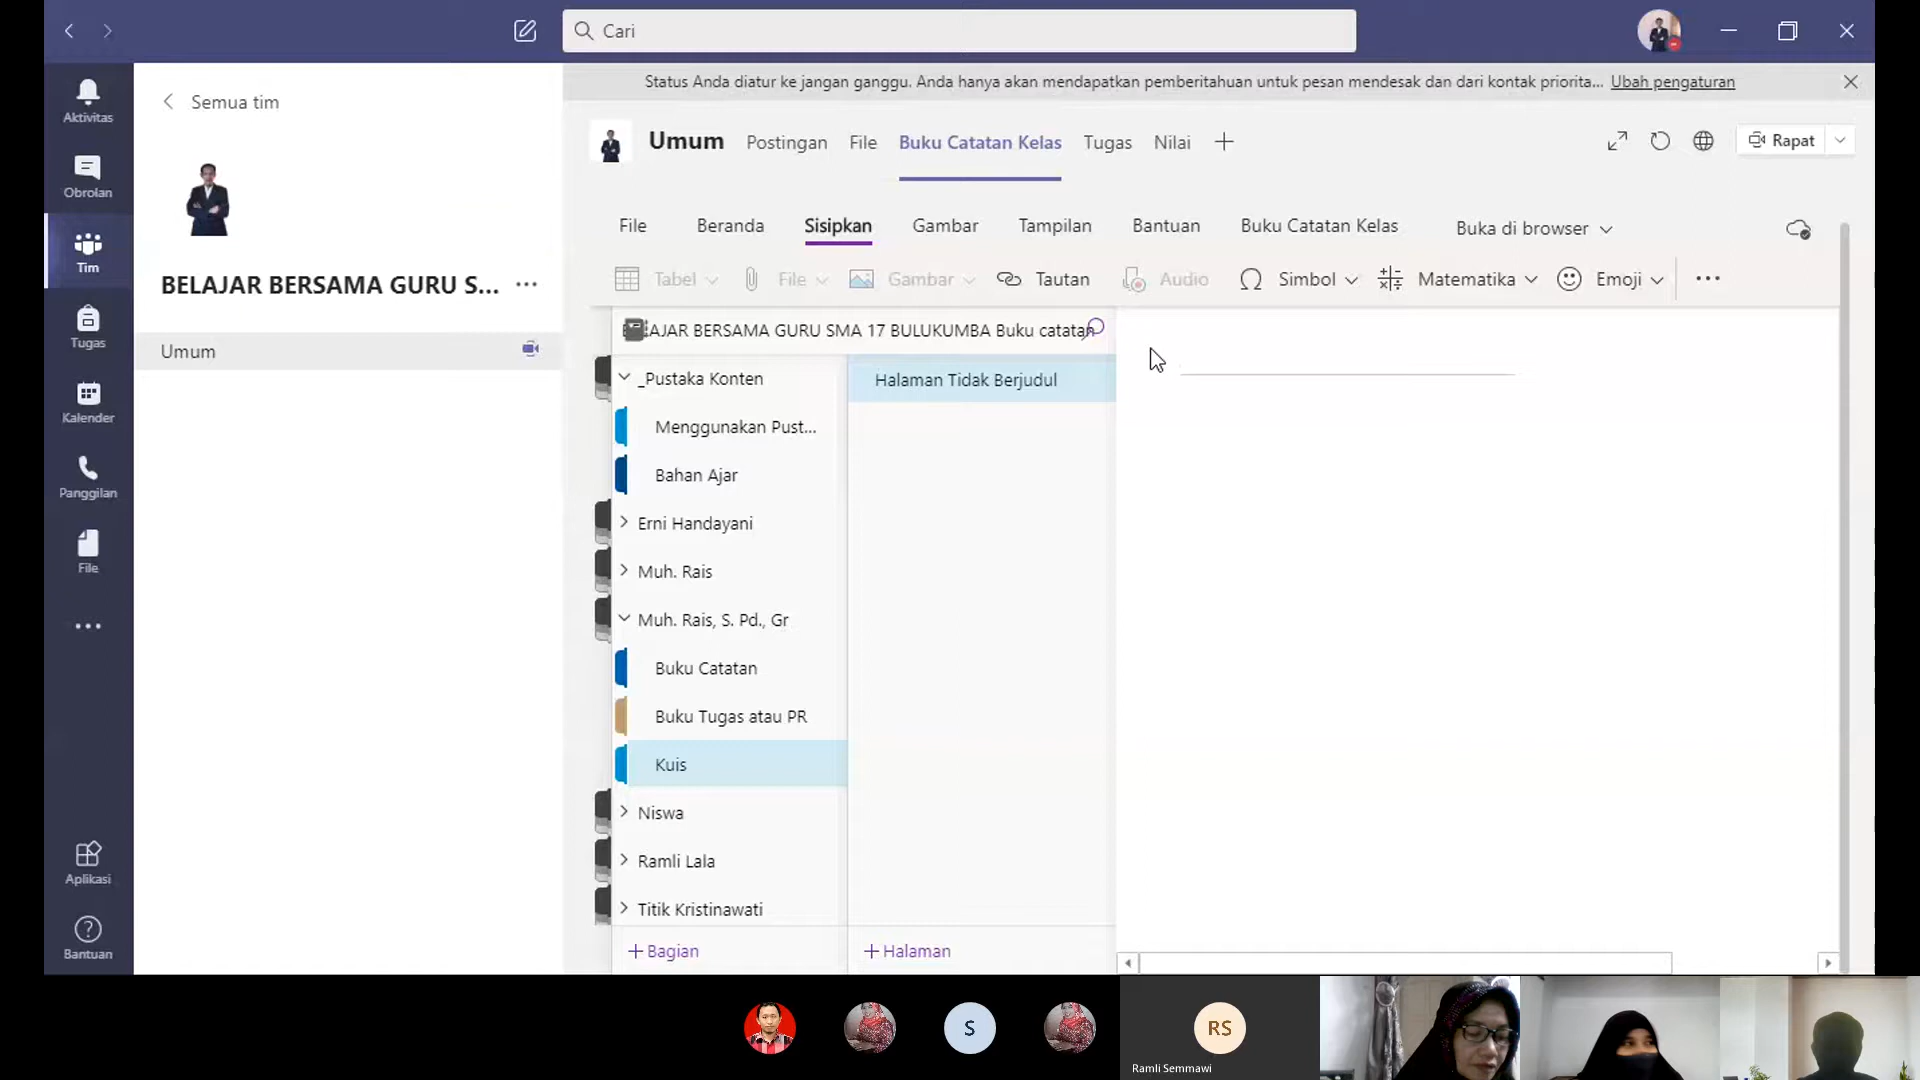 Cari
Status Anda diatur ke jangan ganggu. Anda hanya akan mendapatkan pemberitahuan untuk pesan mendesak dan dari kontak priorita... Ubah pengaturan
Aktivitas
Obrolan
Tim
Tugas
Kalender
Panggilan
File
Aplikasi
Bantuan
Semua tim
BELAJAR BERSAMA GURU S...
Umum
Umum Postingan File Buku Catatan Kelas Tugas Nilai
Rapat
File Beranda Sisipkan Gambar Tampilan Bantuan Buku Catatan Kelas Buka di browser
Tabel File Gambar Tautan Audio Simbol Matematika Emoji
AJAR BERSAMA GURU SMA 17 BULUKUMBA Buku catatan
_Pustaka Konten
Menggunakan Pust...
Bahan Ajar
Erni Handayani
Muh. Rais
Muh. Rais, S. Pd., Gr
Buku Catatan
Buku Tugas atau PR
Kuis
Niswa
Ramli Lala
Titik Kristinawati
+ Bagian
Halaman Tidak Berjudul
+ Halaman
S
RS
Ramli Semmawi